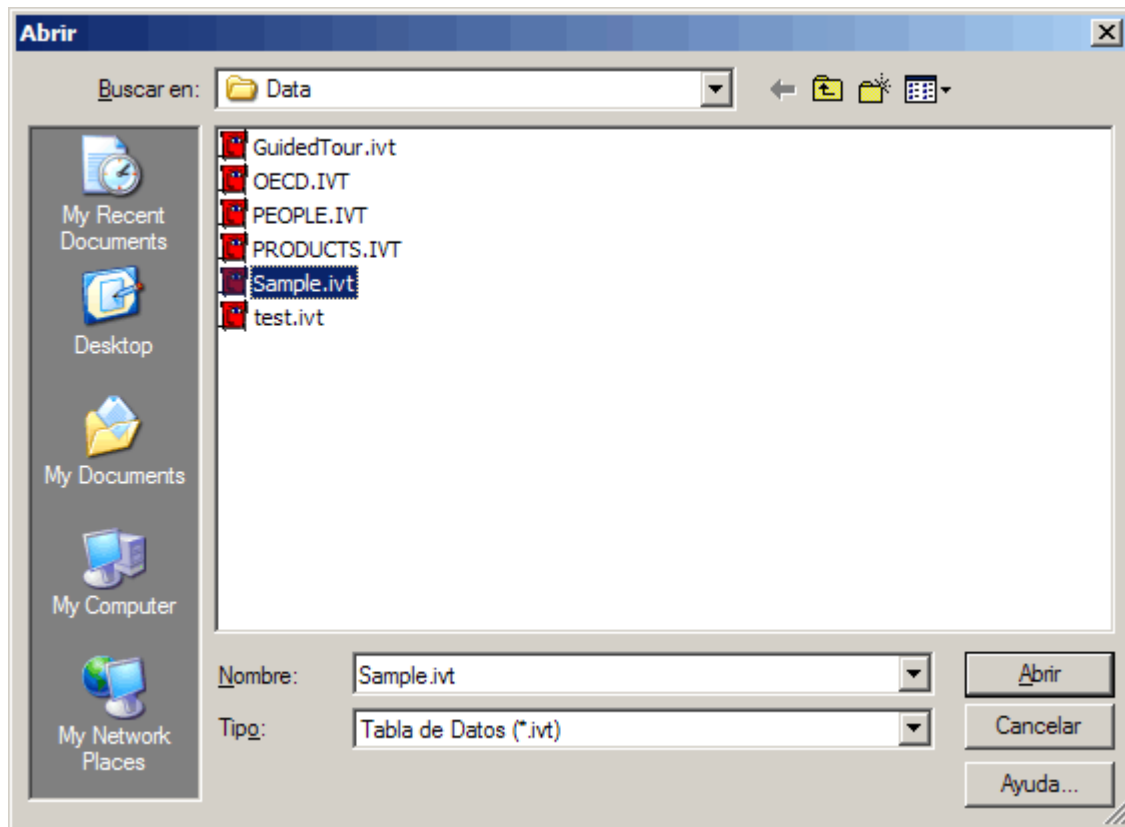 Abrir
Buscar en:
Data
My Recent
Documents
Desktop
My Documents
My Computer
My Network
Places
GuidedTour.ivt
OECD.IVT
PEOPLE.IVT
PRODUCTS.IVT
Sample.ivt
test.ivt
Nombre:
Sample.ivt
Abrir
Tipo:
Tabla de Datos (*.ivt)
Cancelar
Ayuda...